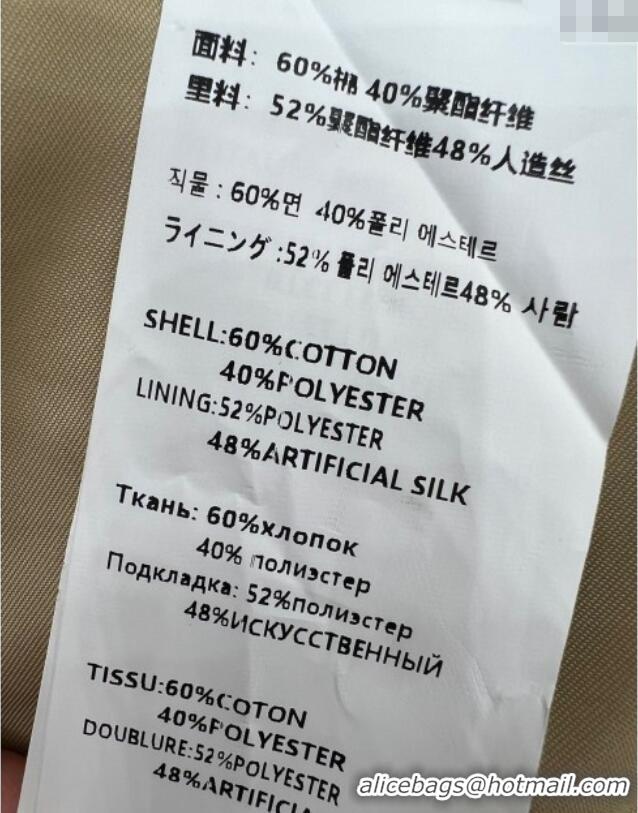 面料: 60%棉 40%聚酯纤维
里料: 52%聚酯纤维48%人造丝
직물 : 60%면 40%폴리 에스테르
ライニング :52% 폴리 에스테르48% 사람
SHELL:60%COTTON
40%POLYESTER
LINING:52%POLYESTER
48%ARTIFICIAL SILK
Ткань: 60%хлопок
40% полиэстер
Подкладка: 52%полиэстер
48%ИСКУССТВЕННЫЙ
TISSU:60%COTON
40%POLYESTER
DOUBLURE:52%POLYESTER
48%ARTIFICIA
alicebags@hotmail.com